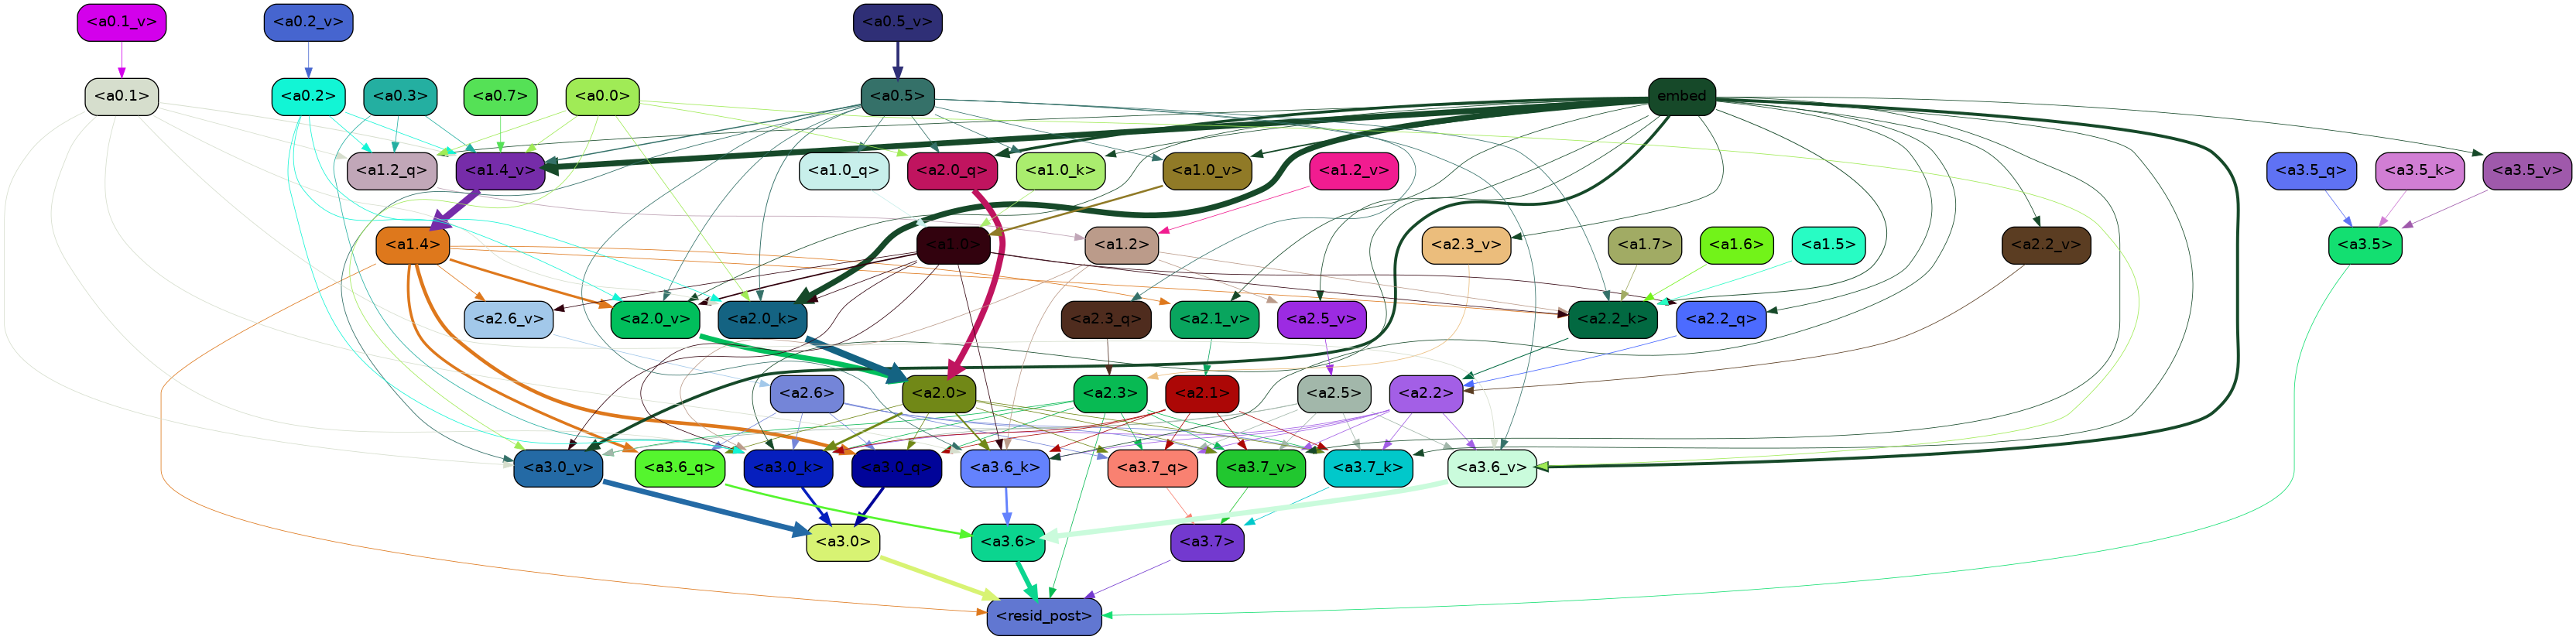 <a0.1_v> <a0.2_v> <a0.5_v>
<a0.1> <a0.2> <a0.3> <a0.7> <a0.0> <a0.5> embed
<a1.2_q> <a1.4_v> <a1.0_q> <a2.0_q> <a1.0_k> <a1.0_v> <a1.2_v> <a3.5_q> <a3.5_k> <a3.5_v>
<a1.4> <a1.0> <a1.2> <a2.3_v> <a1.7> <a1.6> <a1.5> <a2.2_v> <a3.5>
<a2.6_v> <a2.0_v> <a2.0_k> <a2.3_q> <a2.1_v> <a2.5_v> <a2.2_k> <a2.2_q>
<a2.6> <a2.0> <a2.3> <a2.1> <a2.5> <a2.2>
<a3.0_v> <a3.6_q> <a3.0_k> <a3.0_q> <a3.6_k> <a3.7_q> <a3.7_v> <a3.7_k> <a3.6_v>
<a3.0> <a3.6> <a3.7>
<resid_post>